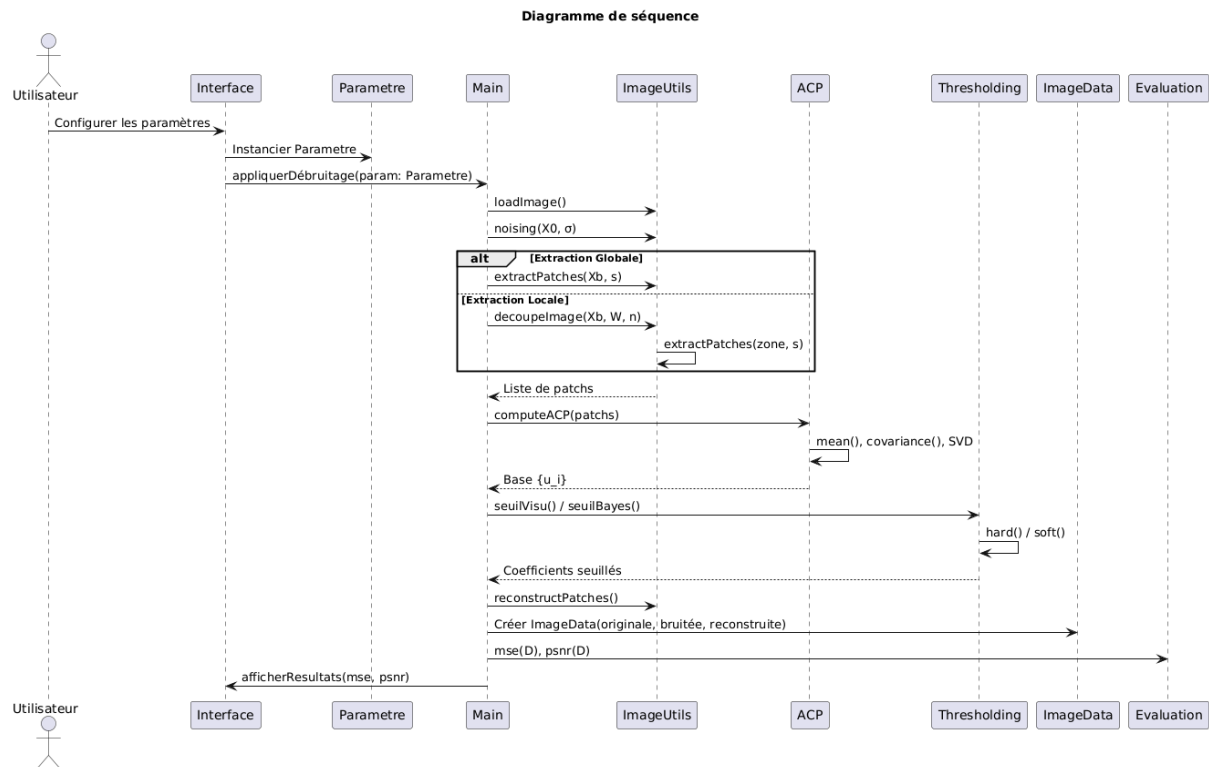 Diagramme de séquence
Utilisateur
Interface
Parametre
Main
ImageUtils
ACP
Thresholding
ImageData
Evaluation
Configurer les paramètres
Instancier Parametre
appliquerDébruitage(param: Parametre)
loadImage()
noising(X0, σ)
alt
[Extraction Globale]
extractPatches(Xb, s)
[Extraction Locale]
decoupeImage(Xb, W, n)
extractPatches(zone, s)
Liste de patchs
computeACP(patchs)
mean(), covariance(), SVD
Base {u_i}
seuilVisu() / seuilBayes()
hard() / soft()
Coefficients seuillés
reconstructPatches()
Créer ImageData(originale, bruitée, reconstruite)
mse(D), psnr(D)
afficherResultats(mse, psnr)
Utilisateur
Interface
Parametre
Main
ImageUtils
ACP
Thresholding
ImageData
Evaluation